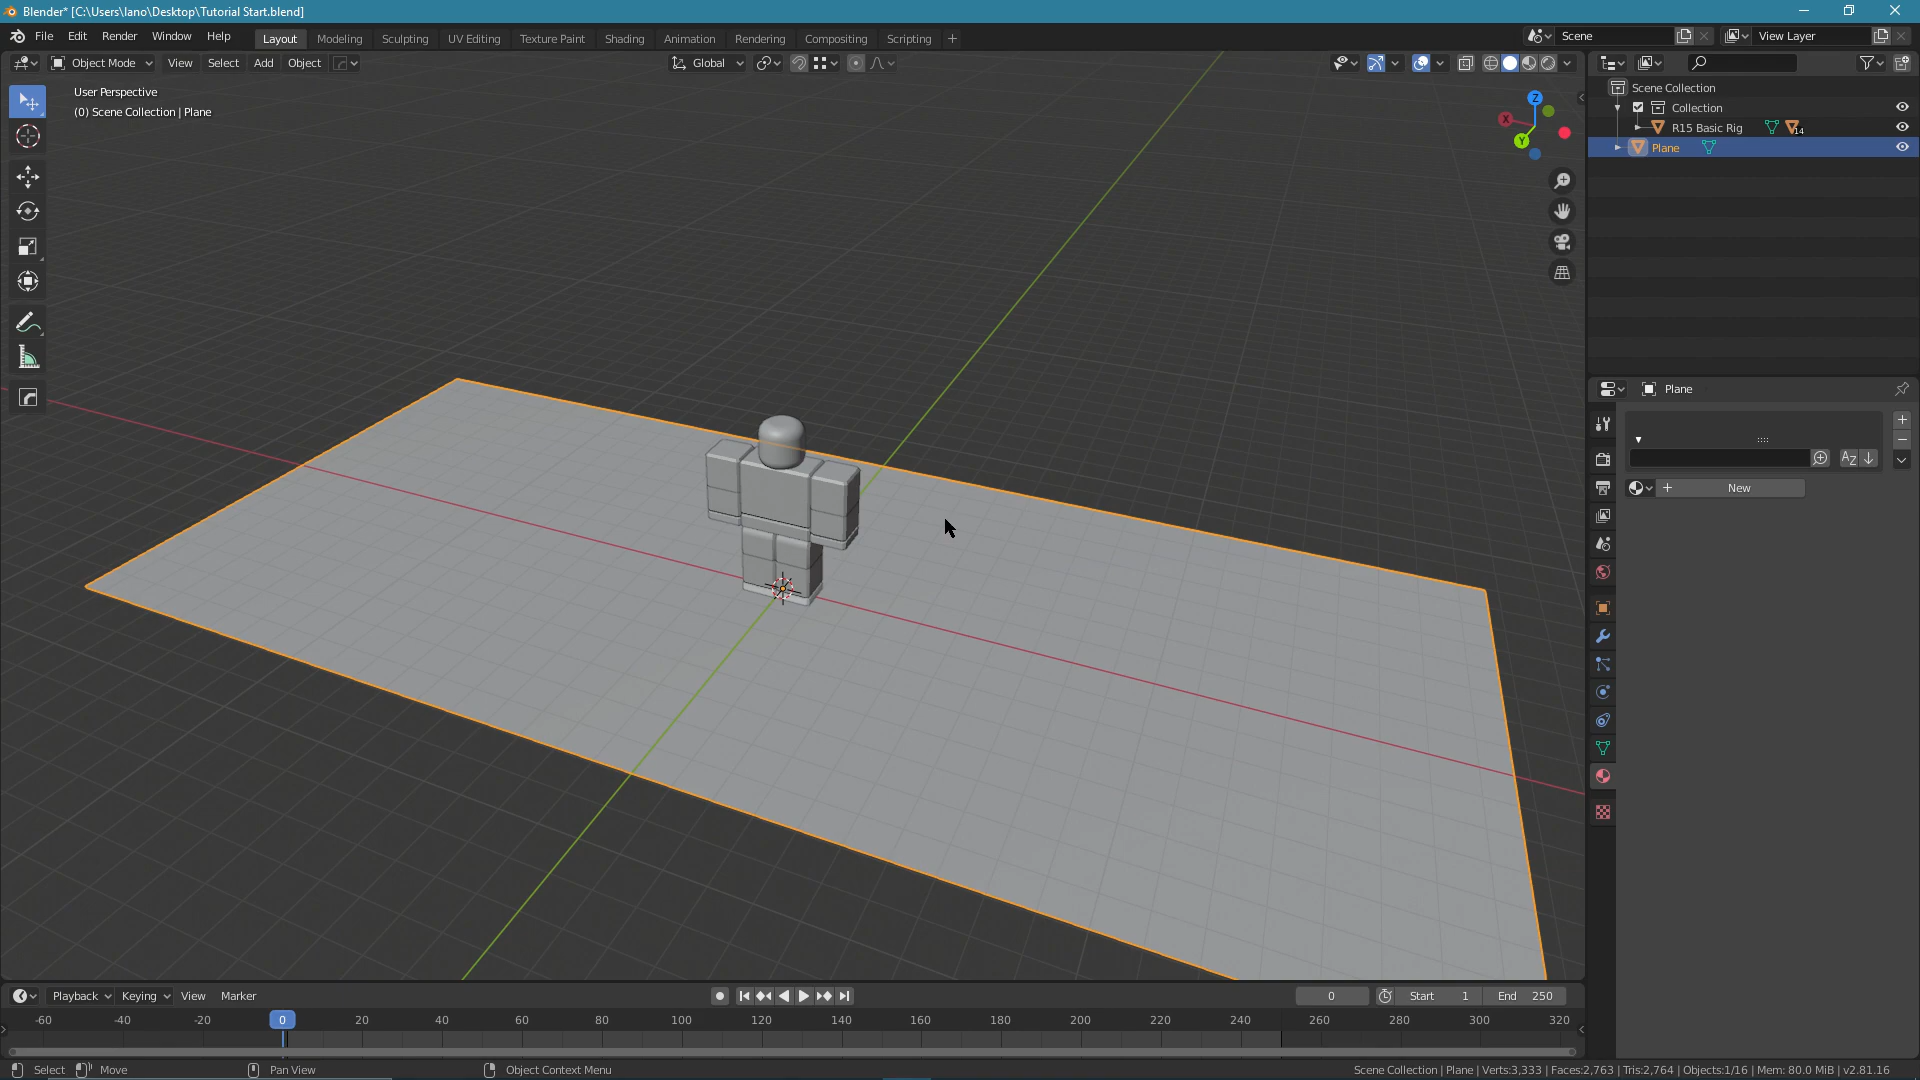 Blender* [C:\Users\Iano\Desktop\Tutorial Start.blend]
File Edit Render Window Help Layout Modeling Sculpting UV Editing Texture Paint Shading Animation Rendering Compositing Scripting + Scene View Layer
Object Mode View Select Add Object Global
User Perspective
(0) Scene Collection | Plane
Z
X
Y
Scene Collection
Collection
R15 Basic Rig 14
Plane
Plane
New
Playback Keying View Marker 0 Start 1 End 250
-60 -40 -20 0 20 40 60 80 100 120 140 160 180 200 220 240 260 280 300 320
Select Move Pan View Object Context Menu Scene Collection | Plane | Verts:3,333 | Faces:2,763 | Tris:2,764 | Objects:1/16 | Mem: 80.0 MiB | v2.81.16